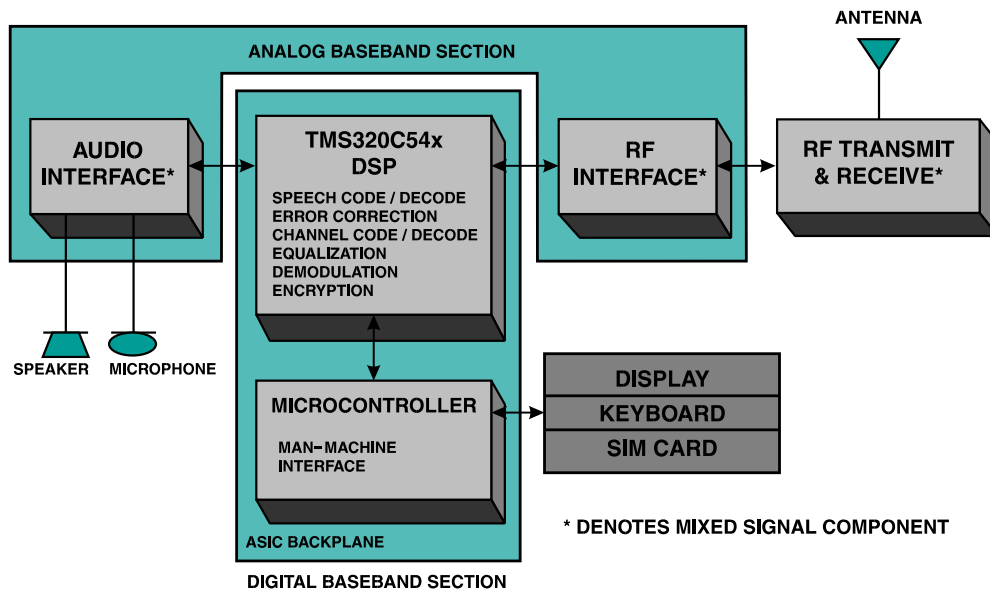 ANTENNA
ANALOG BASEBAND SECTION
AUDIO
INTERFACE*
TMS320C54x
DSP
SPEECH CODE / DECODE
ERROR CORRECTION
CHANNEL CODE / DECODE
EQUALIZATION
DEMODULATION
ENCRYPTION
RF
INTERFACE*
RF TRANSMIT
& RECEIVE*
SPEAKER
MICROPHONE
MICROCONTROLLER
MAN-MACHINE
INTERFACE
DISPLAY
KEYBOARD
SIM CARD
ASIC BACKPLANE
* DENOTES MIXED SIGNAL COMPONENT
DIGITAL BASEBAND SECTION